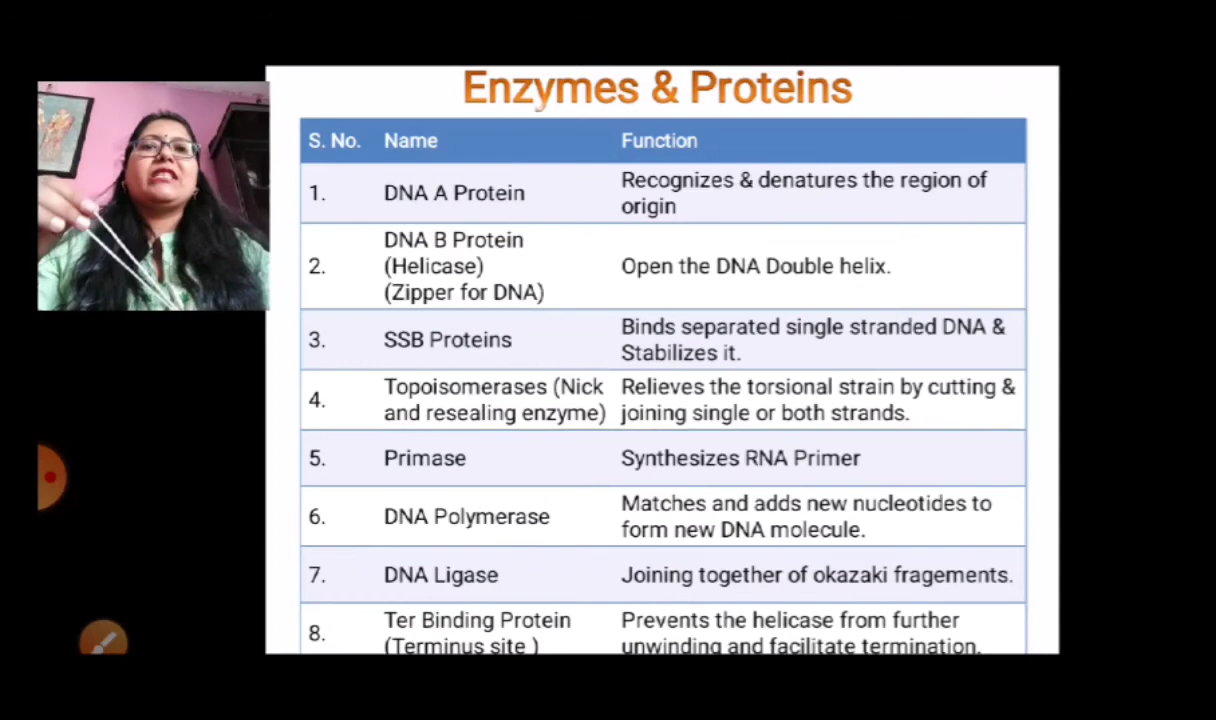 Enzymes & Proteins
S. No. Name Function
1. DNA A Protein Recognizes & denatures the region of
origin
2. DNA B Protein
(Helicase)
(Zipper for DNA) Open the DNA Double helix.
3. SSB Proteins Binds separated single stranded DNA &
Stabilizes it.
4. Topoisomerases (Nick
and resealing enzyme) Relieves the torsional strain by cutting &
joining single or both strands.
5. Primase Synthesizes RNA Primer
6. DNA Polymerase Matches and adds new nucleotides to
form new DNA molecule.
7. DNA Ligase Joining together of okazaki fragements.
8. Ter Binding Protein
(Terminus site ) Prevents the helicase from further
unwinding and facilitate termination.